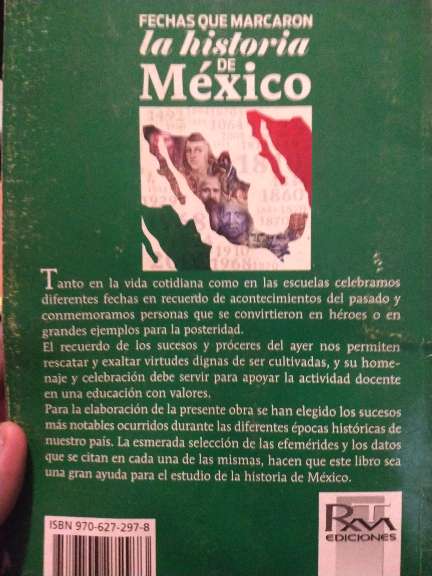 FECHAS QUE MARCARON
la historia
DE
México
1492
1064
1860
1910
1968
Tanto en la vida cotidiana como en las escuelas celebramos
diferentes fechas en recuerdo de acontecimientos del pasado y
conmemoramos personas que se convirtieron en héroes o en
grandes ejemplos para la posteridad.
El recuerdo de los sucesos y próceres del ayer nos permiten
rescatar y exaltar virtudes dignas de ser cultivadas, y su home-
naje y celebración debe servir para apoyar la actividad docente
en una educación con valores.
Para la elaboración de la presente obra se han elegido los sucesos
más notables ocurridos durante las diferentes épocas históricas de
nuestro país. La esmerada selección de las efemérides y los datos
que se citan en cada una de las mismas, hacen que este libro sea
una gran ayuda para el estudio de la historia de México.
ISBN 970-627-297-8
EDICIONES